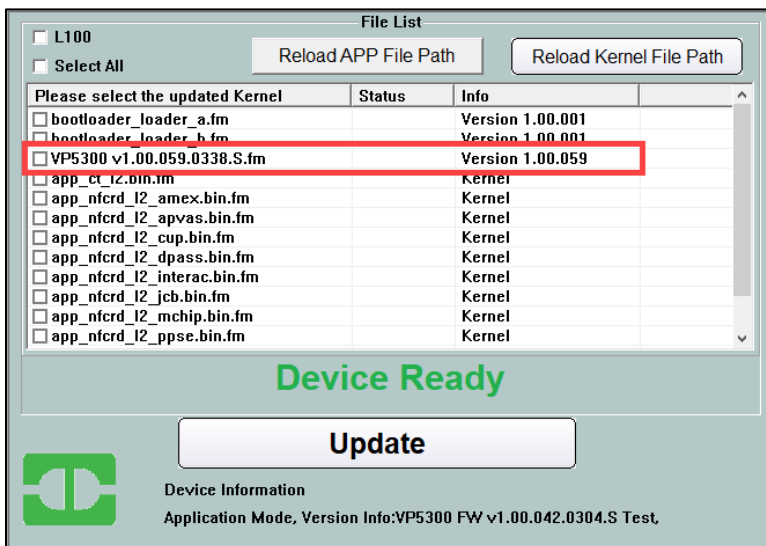 File List
L100
Select All
Reload APP File Path
Reload Kernel File Path
Please select the updated Kernel Status Info
bootloader_loader_a.fm Version 1.00.001
bootloader_loader_b.fm Version 1.00.001
VP5300 v1.00.059.0338.S.fm Version 1.00.059
app_ct_l2.bin.fm Kernel
app_nfcrd_l2_amex.bin.fm Kernel
app_nfcrd_l2_apvas.bin.fm Kernel
app_nfcrd_l2_cup.bin.fm Kernel
app_nfcrd_l2_dpass.bin.fm Kernel
app_nfcrd_l2_interac.bin.fm Kernel
app_nfcrd_l2_jcb.bin.fm Kernel
app_nfcrd_l2_mchip.bin.fm Kernel
app_nfcrd_l2_ppse.bin.fm Kernel
Device Ready
Update
Device Information
Application Mode, Version Info:VP5300 FW v1.00.042.0304.S Test,